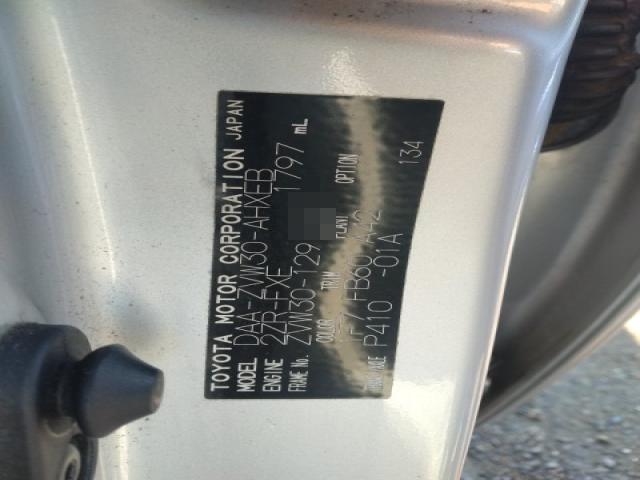 TOYOTA MOTOR CORPORATION JAPAN
MODEL DAA-ZVW30-AHXEB
ENGINE 2ZR-FXE 1797 mL
FRAME No. ZVW30-129
COLOR TRIM PLANT OPTION
1F7/FB60 A42 134
P410 -01A